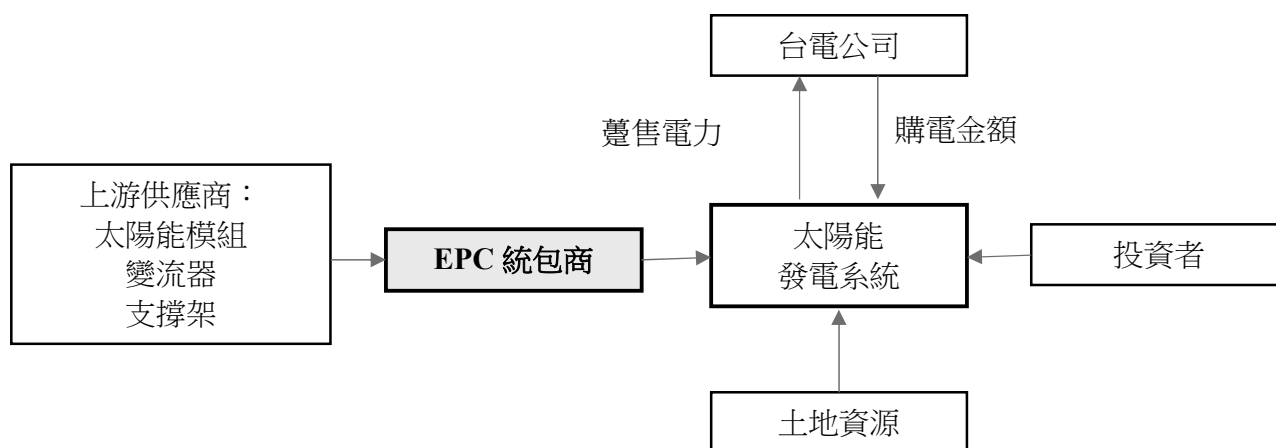 台電公司
躉售電力
購電金額
上游供應商：
太陽能模組
變流器
支撐架
EPC 統包商
太陽能
發電系統
投資者
土地資源